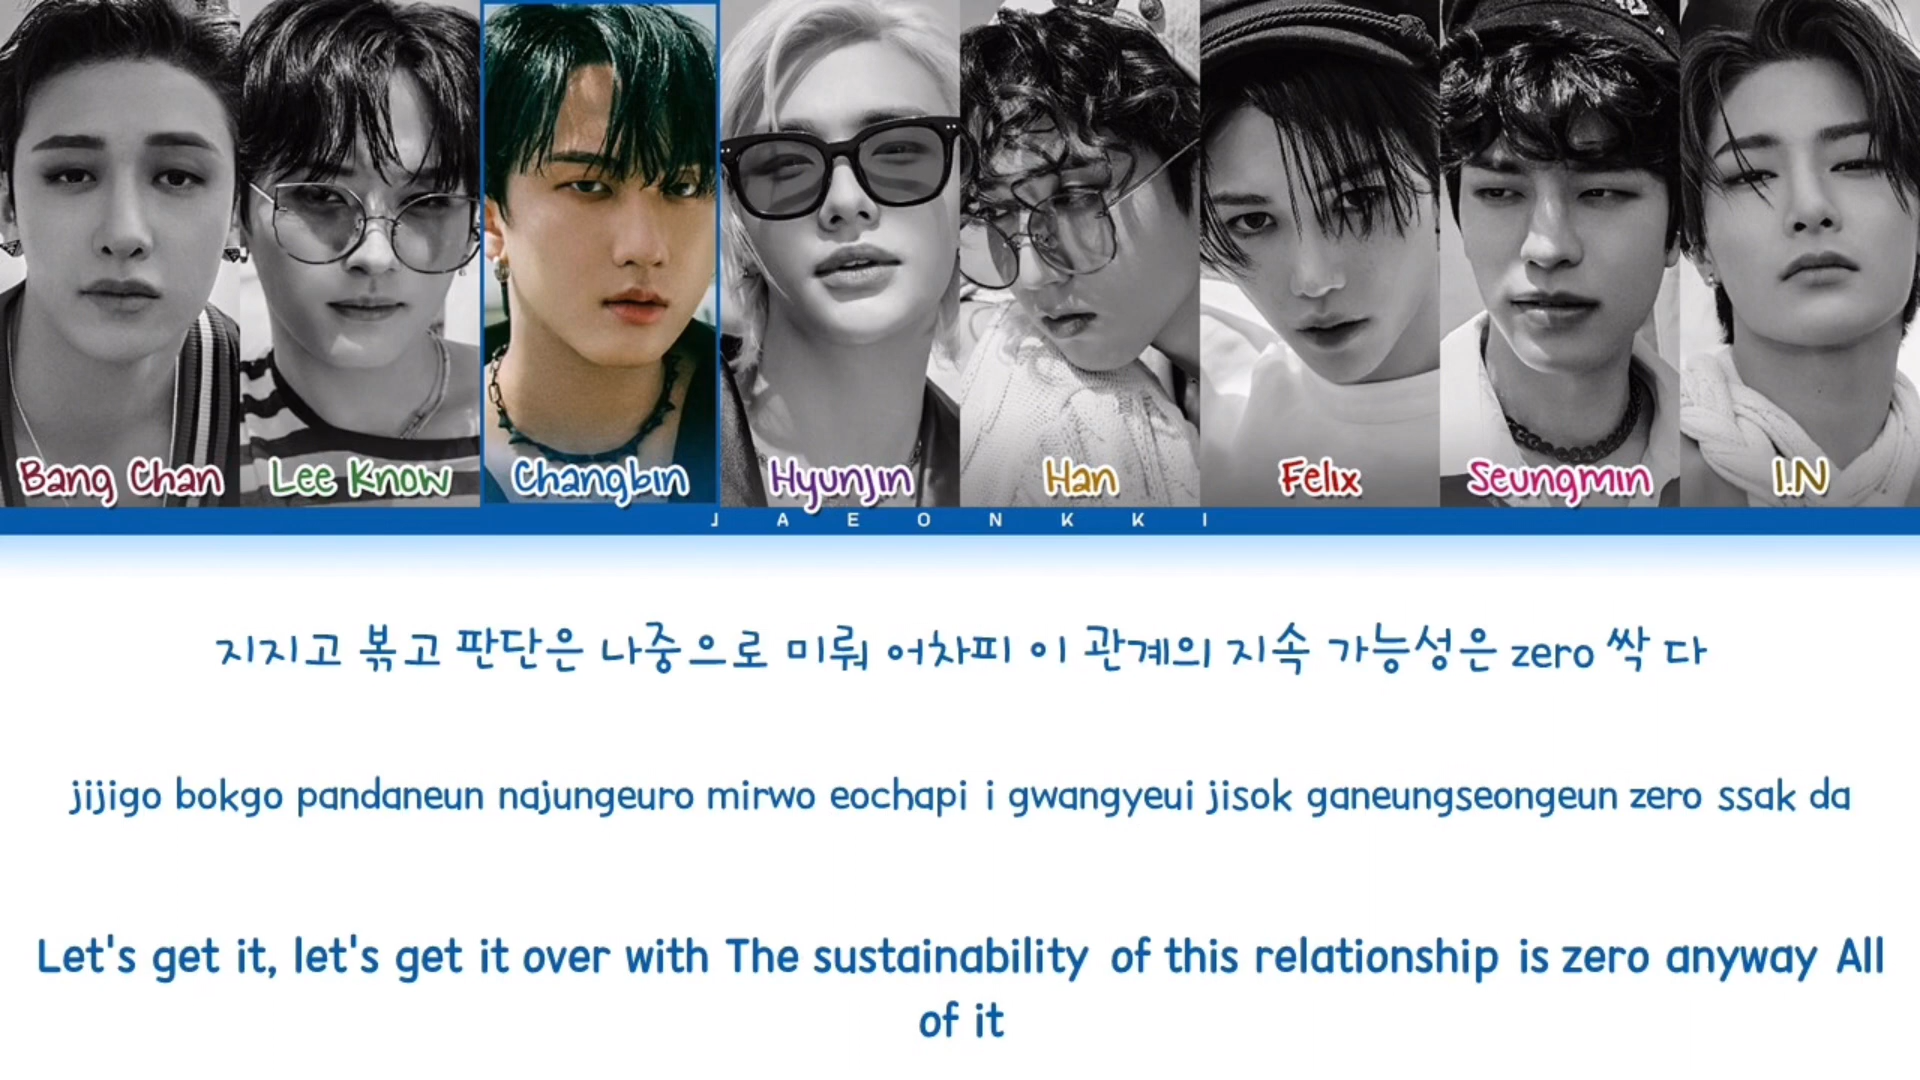 Bang Chan Lee Know Changbin Hyunjin Han Felix Seungmin I.N
JAEONKKI
지지고 볶고 판단은 나중으로 미뤄 어차피 이 관계의 지속 가능성은 zero 싹 다
jijigo bokgo pandaneun najungeuro mirwo eochapi i gwangyeui jisok ganeungseongeun zero ssak da
Let's get it, let's get it over with The sustainability of this relationship is zero anyway All
of it